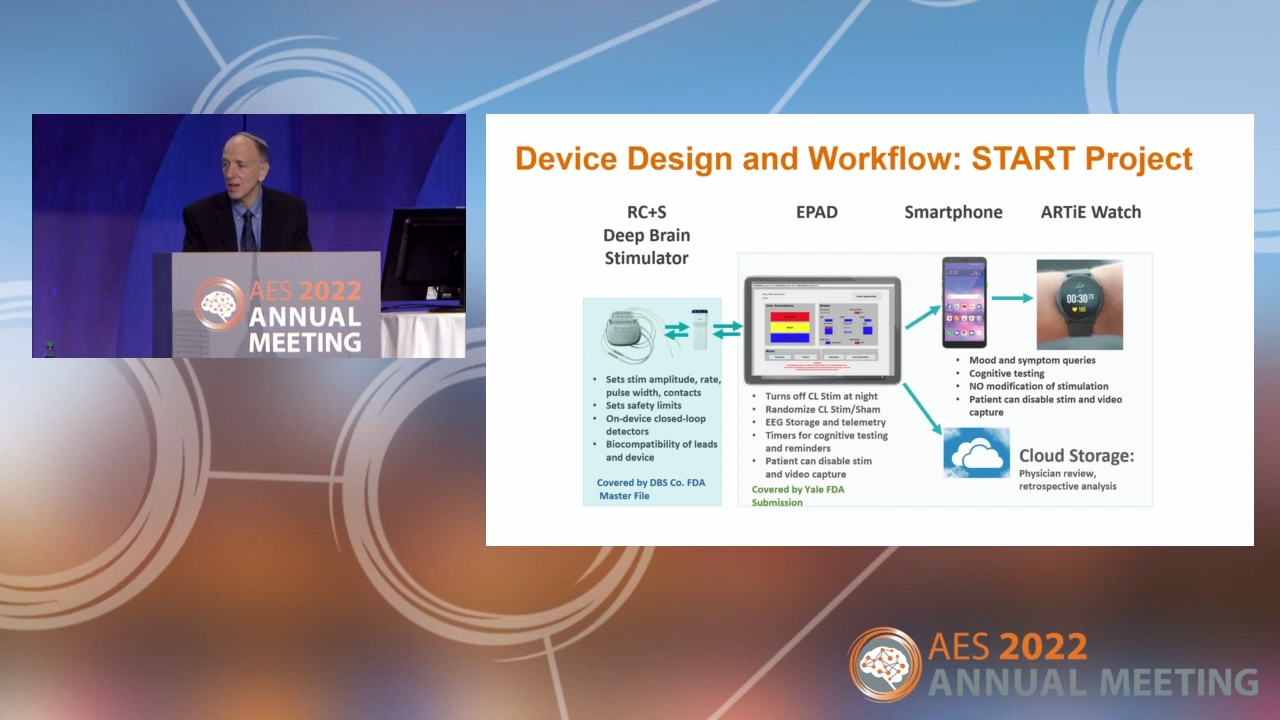 AES 2022
ANNUAL
MEETING
Device Design and Workflow: START Project
RC+S
Deep Brain
Stimulator
EPAD
Smartphone
ARTiE Watch
00:30
105
• Sets stim amplitude, rate,
pulse width, contacts
• Sets safety limits
• On-device closed-loop
detectors
• Biocompatibility of leads
and device
Covered by DBS Co. FDA
Master File
• Turns off CL Stim at night
• Randomize CL Stim/Sham
• EEG Storage and telemetry
• Timers for cognitive testing
and reminders
• Patient can disable stim
and video capture
Covered by Yale FDA
Submission
• Mood and symptom queries
• Cognitive testing
• NO modification of stimulation
• Patient can disable stim and video
capture
Cloud Storage:
Physician review,
retrospective analysis
AES 2022
ANNUAL MEETING